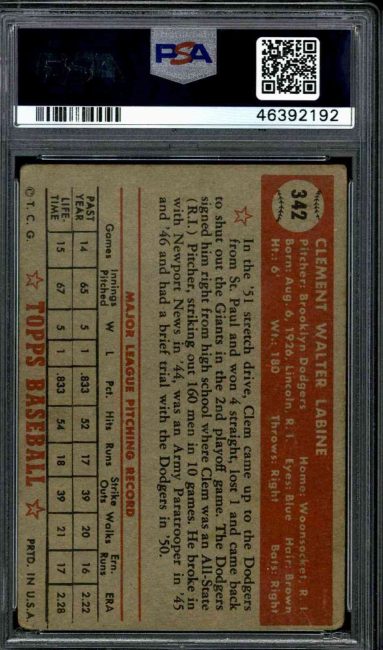 PSA
46392192
342
CLEMENT WALTER LABINE
Pitcher: Brooklyn Dodgers Home: Woonsocket, R. I.
Born: Aug. 6, 1926, Lincoln, R. I. Eyes: Blue Hair: Brown
Ht.: 6' Wt.: 180 Throws: Right Bats: Right
In the '51 stretch drive, Clem came up to the Dodgers
from St. Paul and won 4 straight, lost 1 and came back
to shut out the Giants in the 2nd playoff game. The Dodgers
signed him right from high school where Clem was an All-State
(R.I.) Pitcher, striking out 160 men in 10 games. He broke in
with Newport News in '44, was an Army Paratrooper in '45
and '46 and had a brief trial with the Dodgers in '50.
MAJOR LEAGUE PITCHING RECORD
Games Innings Pitched W L Pct. Hits Runs Strike Outs Walks Ern. Runs ERA
PAST YEAR 14 65 5 1 .833 52 17 39 20 16 2.22
LIFE-TIME 15 67 5 1 .833 54 18 39 21 17 2.28
© T. C. G. TOPPS BASEBALL PRTD. IN U.S.A.